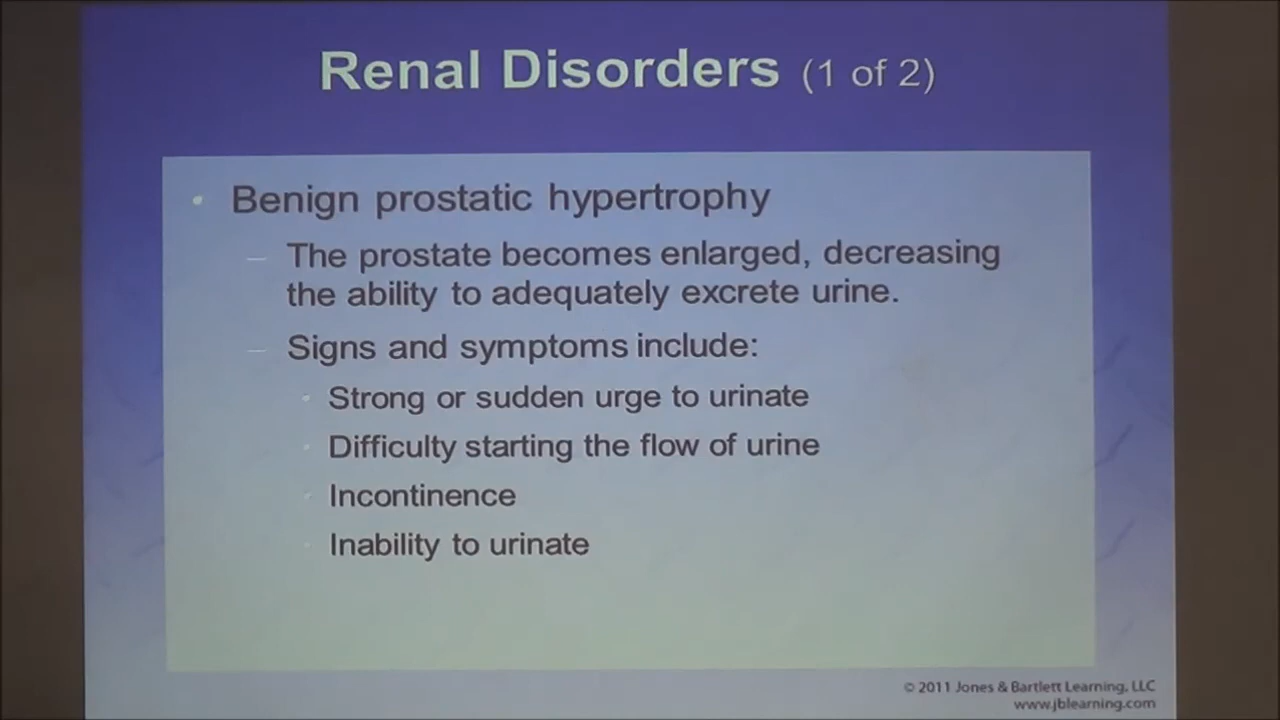 Renal Disorders (1 of 2)
• Benign prostatic hypertrophy
– The prostate becomes enlarged, decreasing
the ability to adequately excrete urine.
– Signs and symptoms include:
• Strong or sudden urge to urinate
• Difficulty starting the flow of urine
• Incontinence
• Inability to urinate
© 2011 Jones & Bartlett Learning, LLC
www.jblearning.com